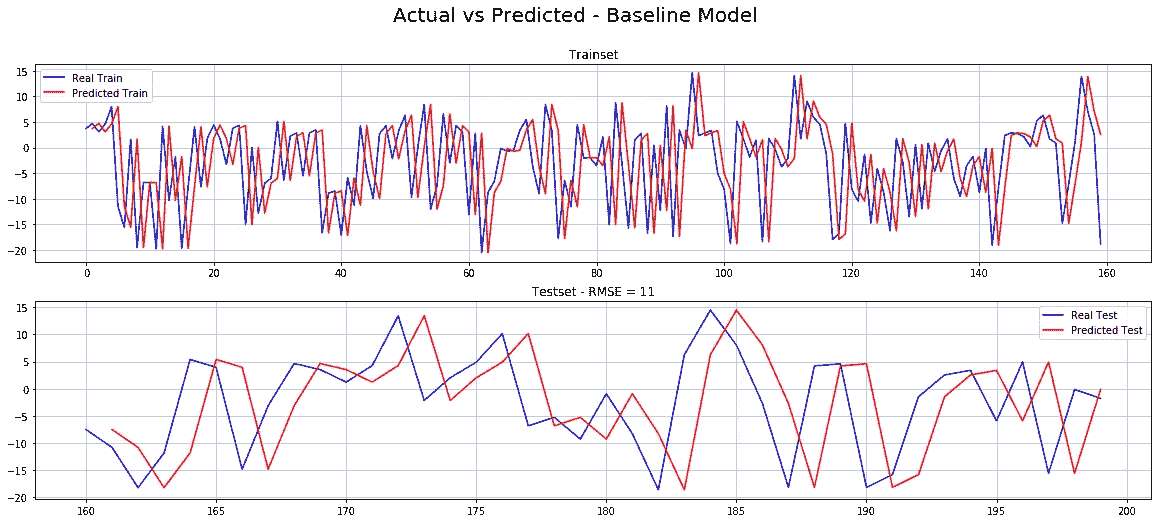 Actual vs Predicted - Baseline Model
Trainset
Real Train
Predicted Train
15
10
5
0
−5
−10
−15
−20
0 20 40 60 80 100 120 140 160
Testset - RMSE = 11
Real Test
Predicted Test
15
10
5
0
−5
−10
−15
−20
160 165 170 175 180 185 190 195 200